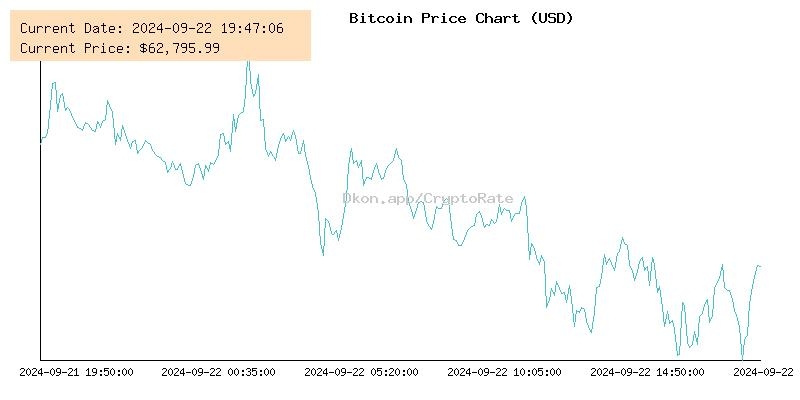 Bitcoin Price Chart (USD)
Current Date: 2024-09-22 19:47:06
Current Price: $62,795.99
Dkon.app/CryptoRate
2024-09-21 19:50:00 2024-09-22 00:35:00 2024-09-22 05:20:00 2024-09-22 10:05:00 2024-09-22 14:50:00 2024-09-22